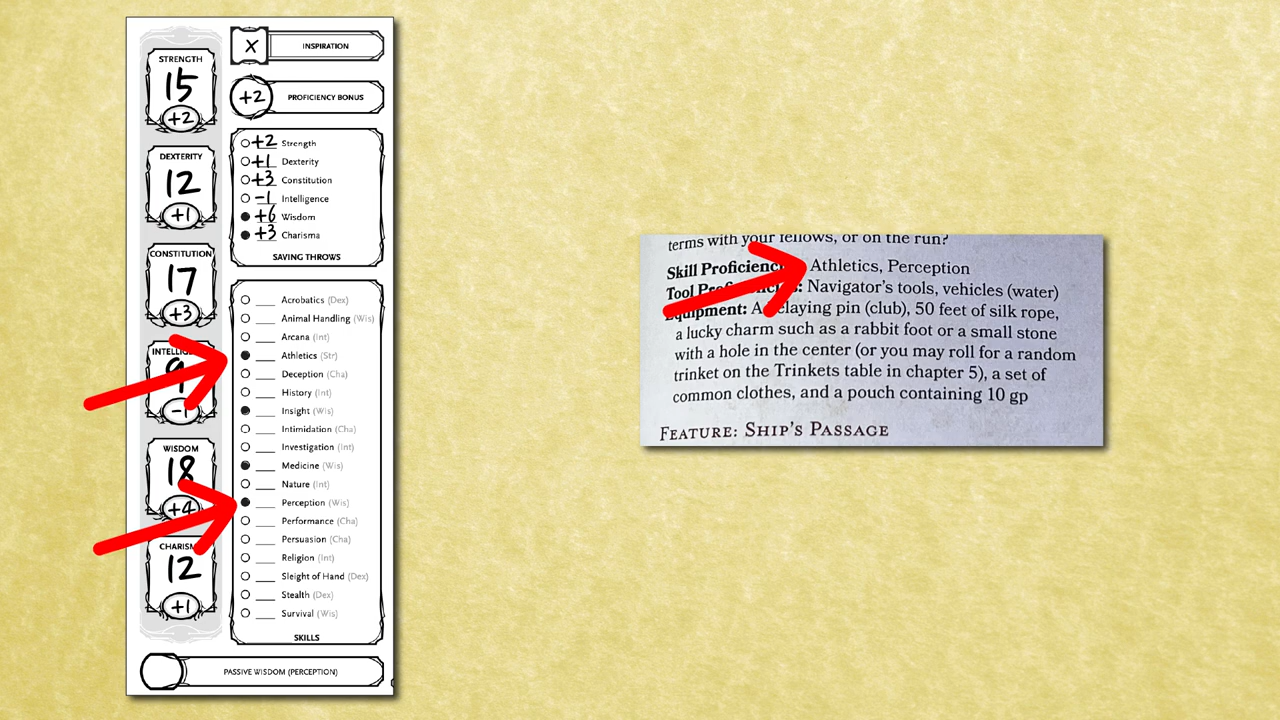 STRENGTH
15
+2
DEXTERITY
12
+1
CONSTITUTION
17
+3
9
-1
WISDOM
18
+4
12
+1
X INSPIRATION
+2 PROFICIENCY BONUS
+2 Strength
+1 Dexterity
+3 Constitution
-1 Intelligence
+6 Wisdom
+3 Charisma
SAVING THROWS
Acrobatics (Dex)
Animal Handling (Wis)
Arcana (Int)
Athletics (Str)
Deception (Cha)
History (Int)
Insight (Wis)
Intimidation (Cha)
Investigation (Int)
Medicine (Wis)
Nature (Int)
Perception (Wis)
Performance (Cha)
Persuasion (Cha)
Religion (Int)
Sleight of Hand (Dex)
Stealth (Dex)
Survival (Wis)
SKILLS
PASSIVE WISDOM (PERCEPTION)
terms with your fellows, or on the run?
Skill Athletics, Perception
Tool Navigator's tools, vehicles (water)
Equipment: A pin (club), 50 feet of silk rope,
a lucky charm such as a rabbit foot or a small stone
with a hole in the center (or you may roll for a random
trinket on the Trinkets table in chapter 5), a set of
common clothes, and a pouch containing 10 gp
FEATURE: SHIP'S PASSAGE